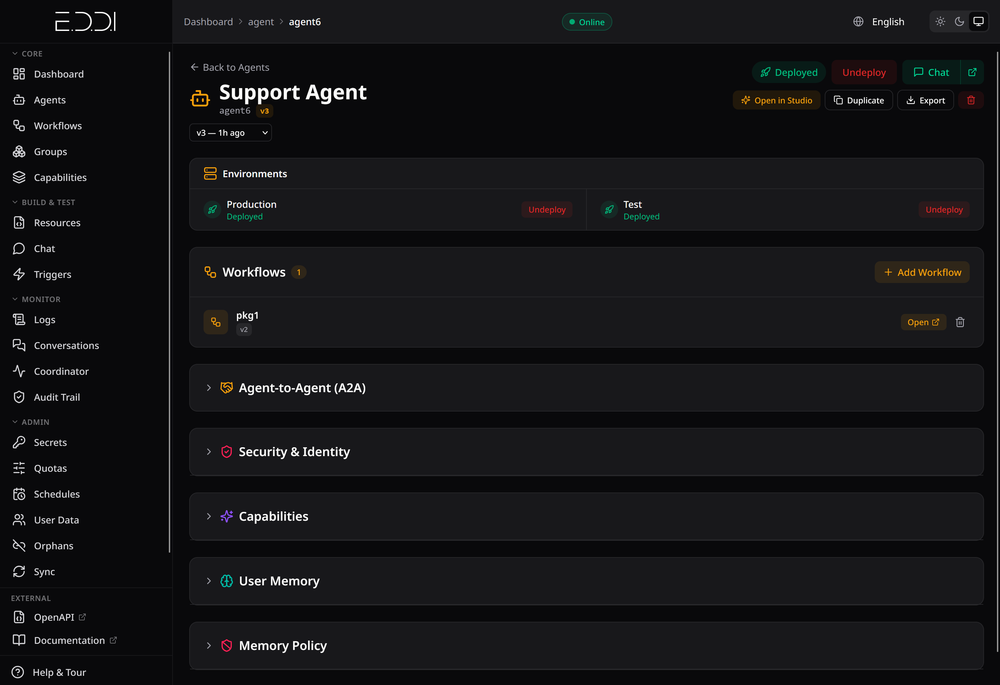 E.D.D.I
CORE
Dashboard
Agents
Workflows
Groups
Capabilities
BUILD & TEST
Resources
Chat
Triggers
MONITOR
Logs
Conversations
Coordinator
Audit Trail
ADMIN
Secrets
Quotas
Schedules
User Data
Orphans
Sync
EXTERNAL
OpenAPI
Documentation
Help & Tour
Dashboard > agent > agent6
Online
English
Back to Agents
Support Agent
agent6 v3
v3 — 1h ago
Deployed Undeploy Chat
Open in Studio Duplicate Export
Environments
Production
Deployed
Undeploy
Test
Deployed
Undeploy
Workflows 1
Add Workflow
pkg1
v2
Open
Agent-to-Agent (A2A)
Security & Identity
Capabilities
User Memory
Memory Policy